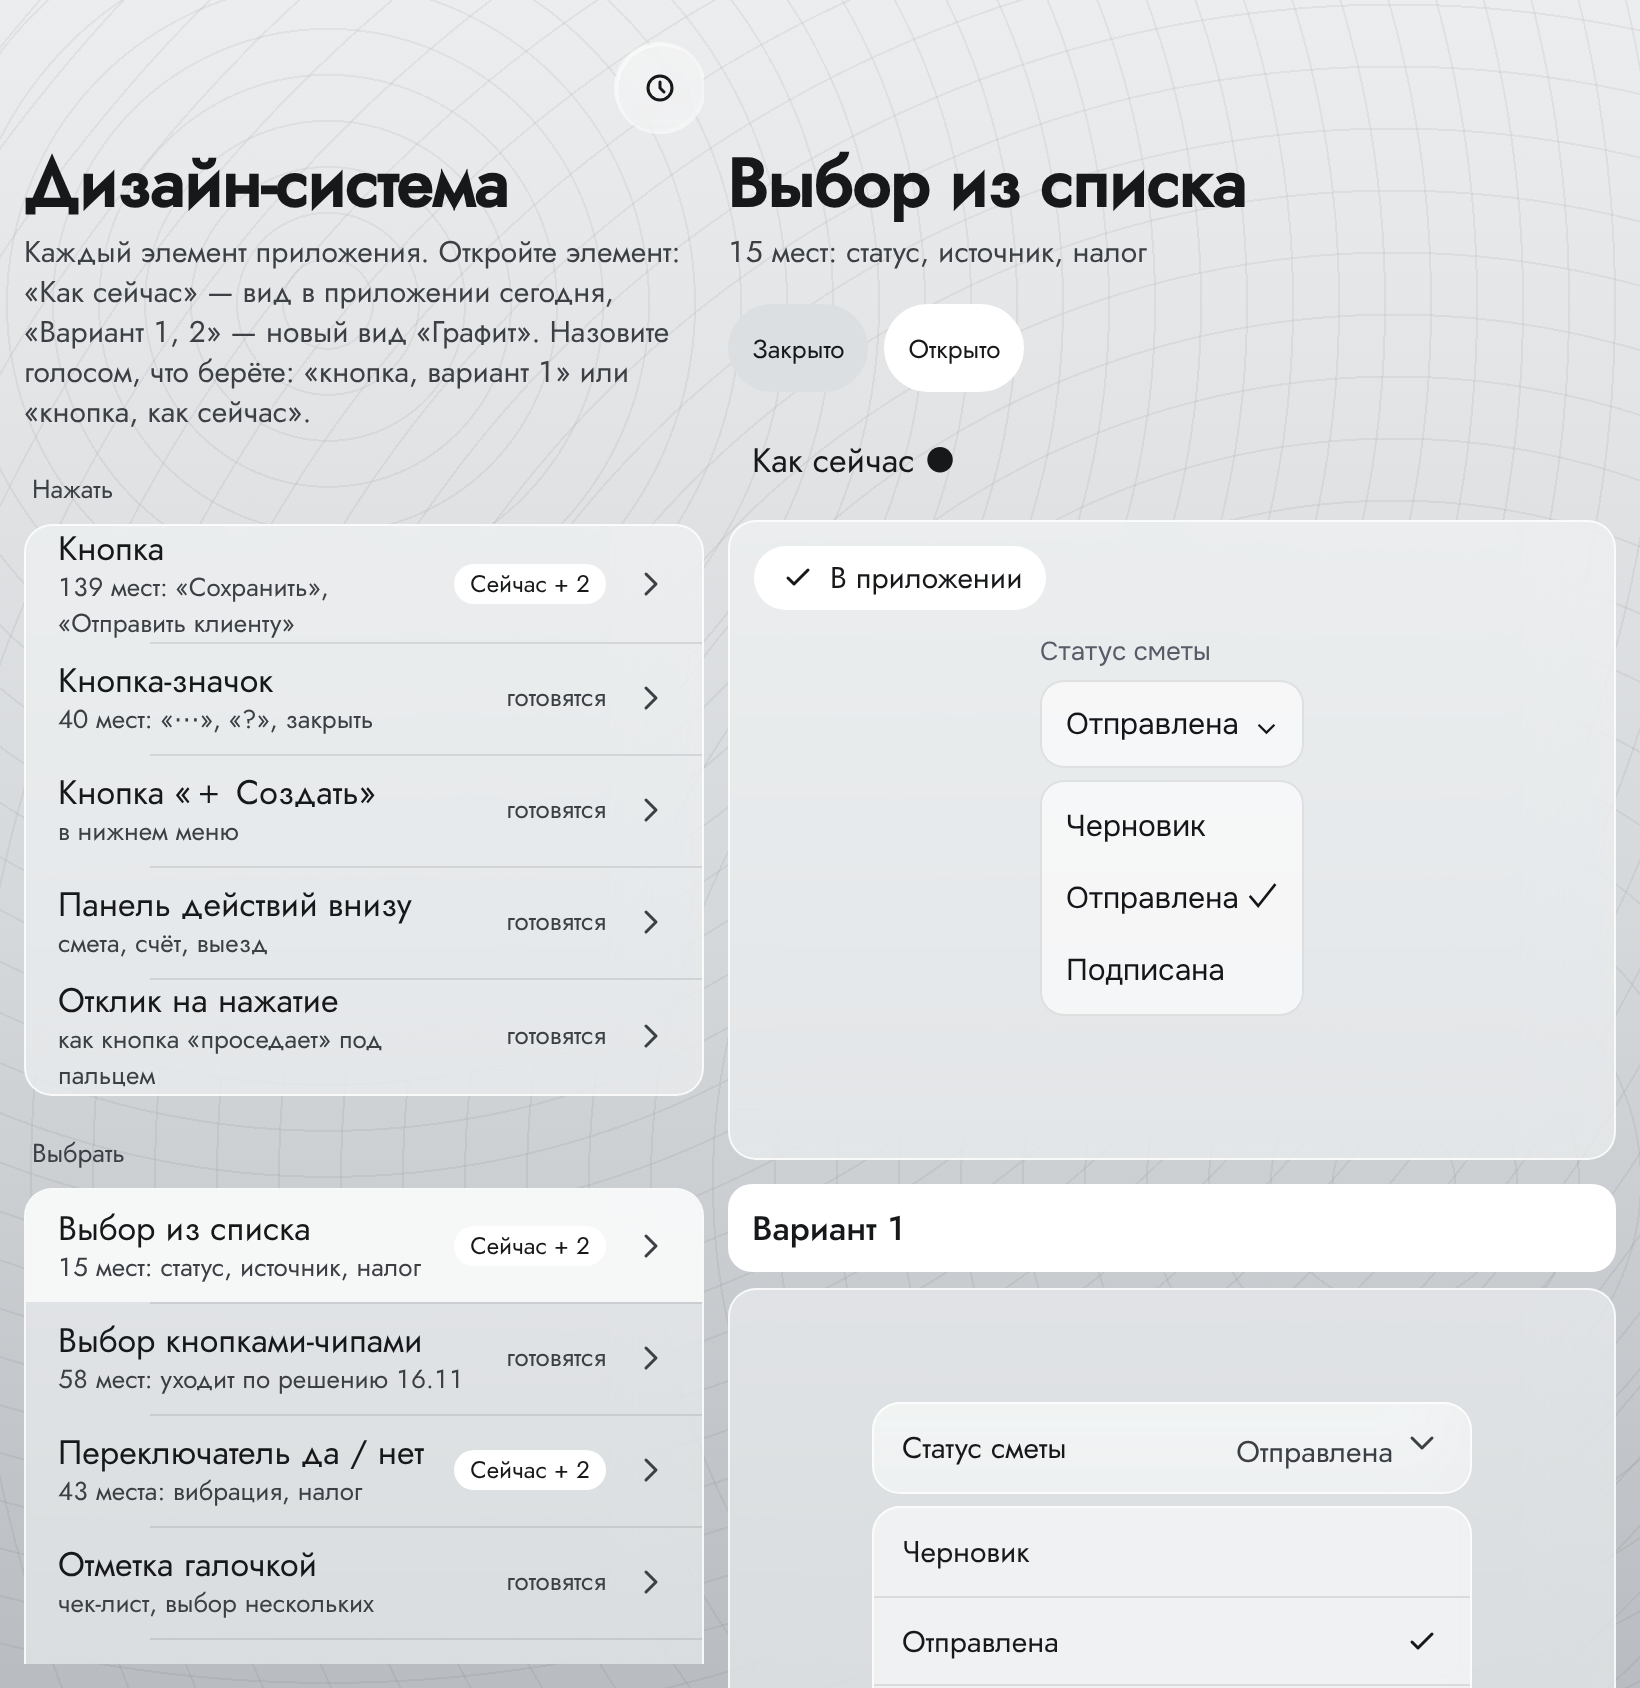 Дизайн-система
Каждый элемент приложения. Откройте элемент:
«Как сейчас» — вид в приложении сегодня,
«Вариант 1, 2» — новый вид «Графит». Назовите
голосом, что берёте: «кнопка, вариант 1» или
«кнопка, как сейчас».
Нажать
Кнопка
139 мест: «Сохранить»,
«Отправить клиенту»
Сейчас + 2
Кнопка-значок
40 мест: «···», «?», закрыть
готовятся
Кнопка «＋ Создать»
в нижнем меню
готовятся
Панель действий внизу
смета, счёт, выезд
готовятся
Отклик на нажатие
как кнопка «проседает» под
пальцем
готовятся
Выбрать
Выбор из списка
15 мест: статус, источник, налог
Сейчас + 2
Выбор кнопками-чипами
58 мест: уходит по решению 16.11
готовятся
Переключатель да / нет
43 места: вибрация, налог
Сейчас + 2
Отметка галочкой
чек-лист, выбор нескольких
готовятся
Выбор из списка
15 мест: статус, источник, налог
Закрыто
Открыто
Как сейчас
В приложении
Статус сметы
Отправлена
Черновик
Отправлена
Подписана
Вариант 1
Статус сметы
Отправлена
Черновик
Отправлена